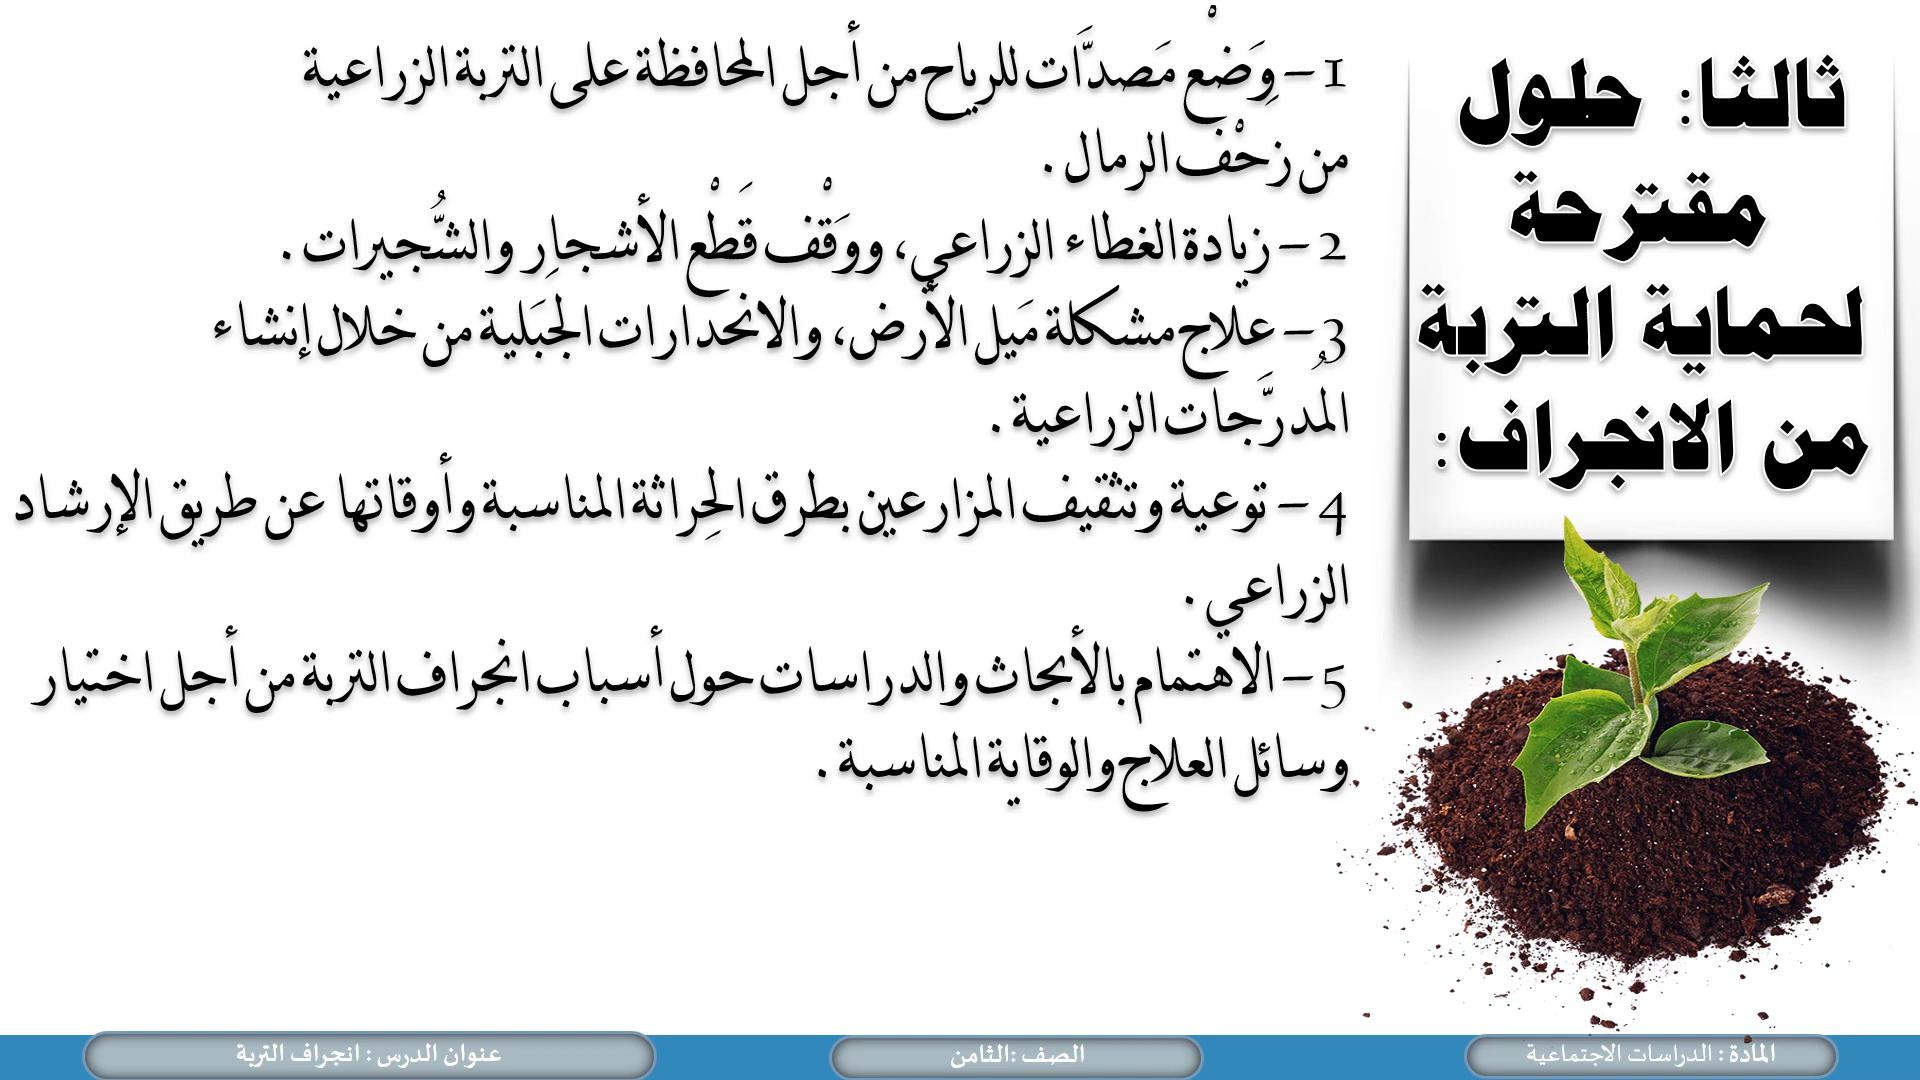 ثالثا: حلول
مقترحة
لحماية التربة
من الانجراف:
1 – وِضَعْ مَصدَّات للرياح من أجل المحافظة على التربة الزراعية
من زحْف الرمال .
2 – زيادة الغطاء الزراعي، ووَقْف قَطْع الأشجارِ والشُّجيرات .
3 – علاج مشكلة مَيل الأرض، والانحدارات الجَبَلية من خلال إنشاء
المُدرَّجات الزراعية .
4 – توعية وتثقيف المزارعين بطرق الحِراثة المناسبة وأوقاتها عن طريق الإرشاد
الزراعي .
5 – الاهتمام بالأبحاث والدراسات حول أسباب انجراف التربة من أجل اختيار
وسائل العلاج والوقاية المناسبة .
المادة : الدراسات الاجتماعية
الصف :الثامن
عنوان الدرس : انجراف التربة